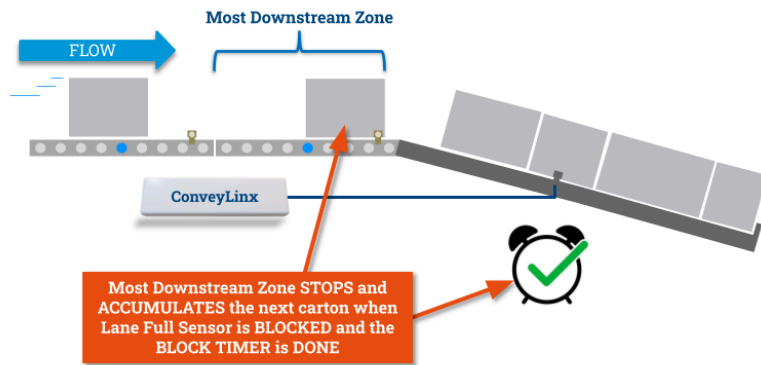 Most Downstream Zone
FLOW
ConveyLinx
Most Downstream Zone STOPS and
ACCUMULATES the next carton when
Lane Full Sensor is BLOCKED and the
BLOCK TIMER is DONE